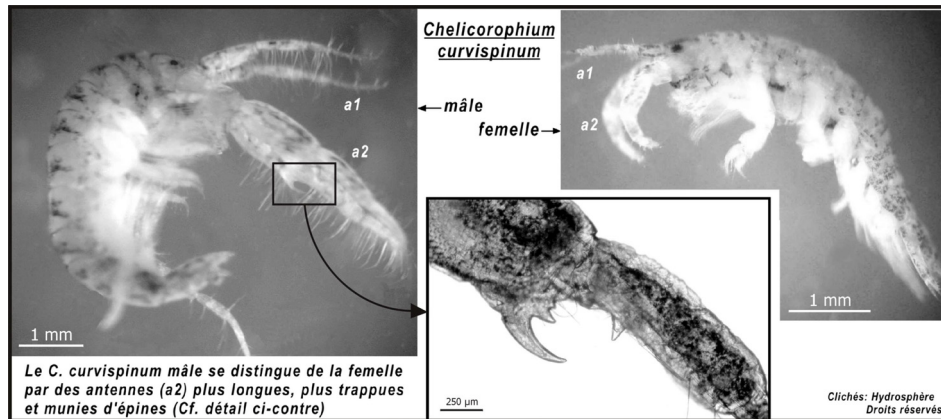 Chelicorophium
curvispinum
a1
a2
mâle
femelle
a1
a2
1 mm
1 mm
250 µm
Le C. curvispinum mâle se distingue de la femelle
par des antennes (a2) plus longues, plus trappues
et munies d'épines (Cf. détail ci-contre)
Clichés: Hydrosphère
Droits réservés